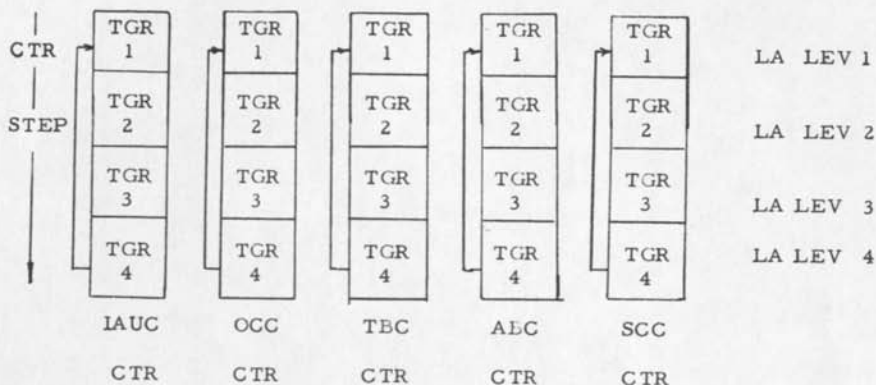 TGR TGR TGR TGR TGR
CTR 1 1 1 1 1 LA LEV 1
TGR TGR TGR TGR TGR
STEP 2 2 2 2 2 LA LEV 2
TGR TGR TGR TGR TGR
3 3 3 3 3 LA LEV 3
TGR TGR TGR TGR TGR LA LEV 4
4 4 4 4 4
IAUC OCC TBC ABC SCC
CTR CTR CTR CTR CTR